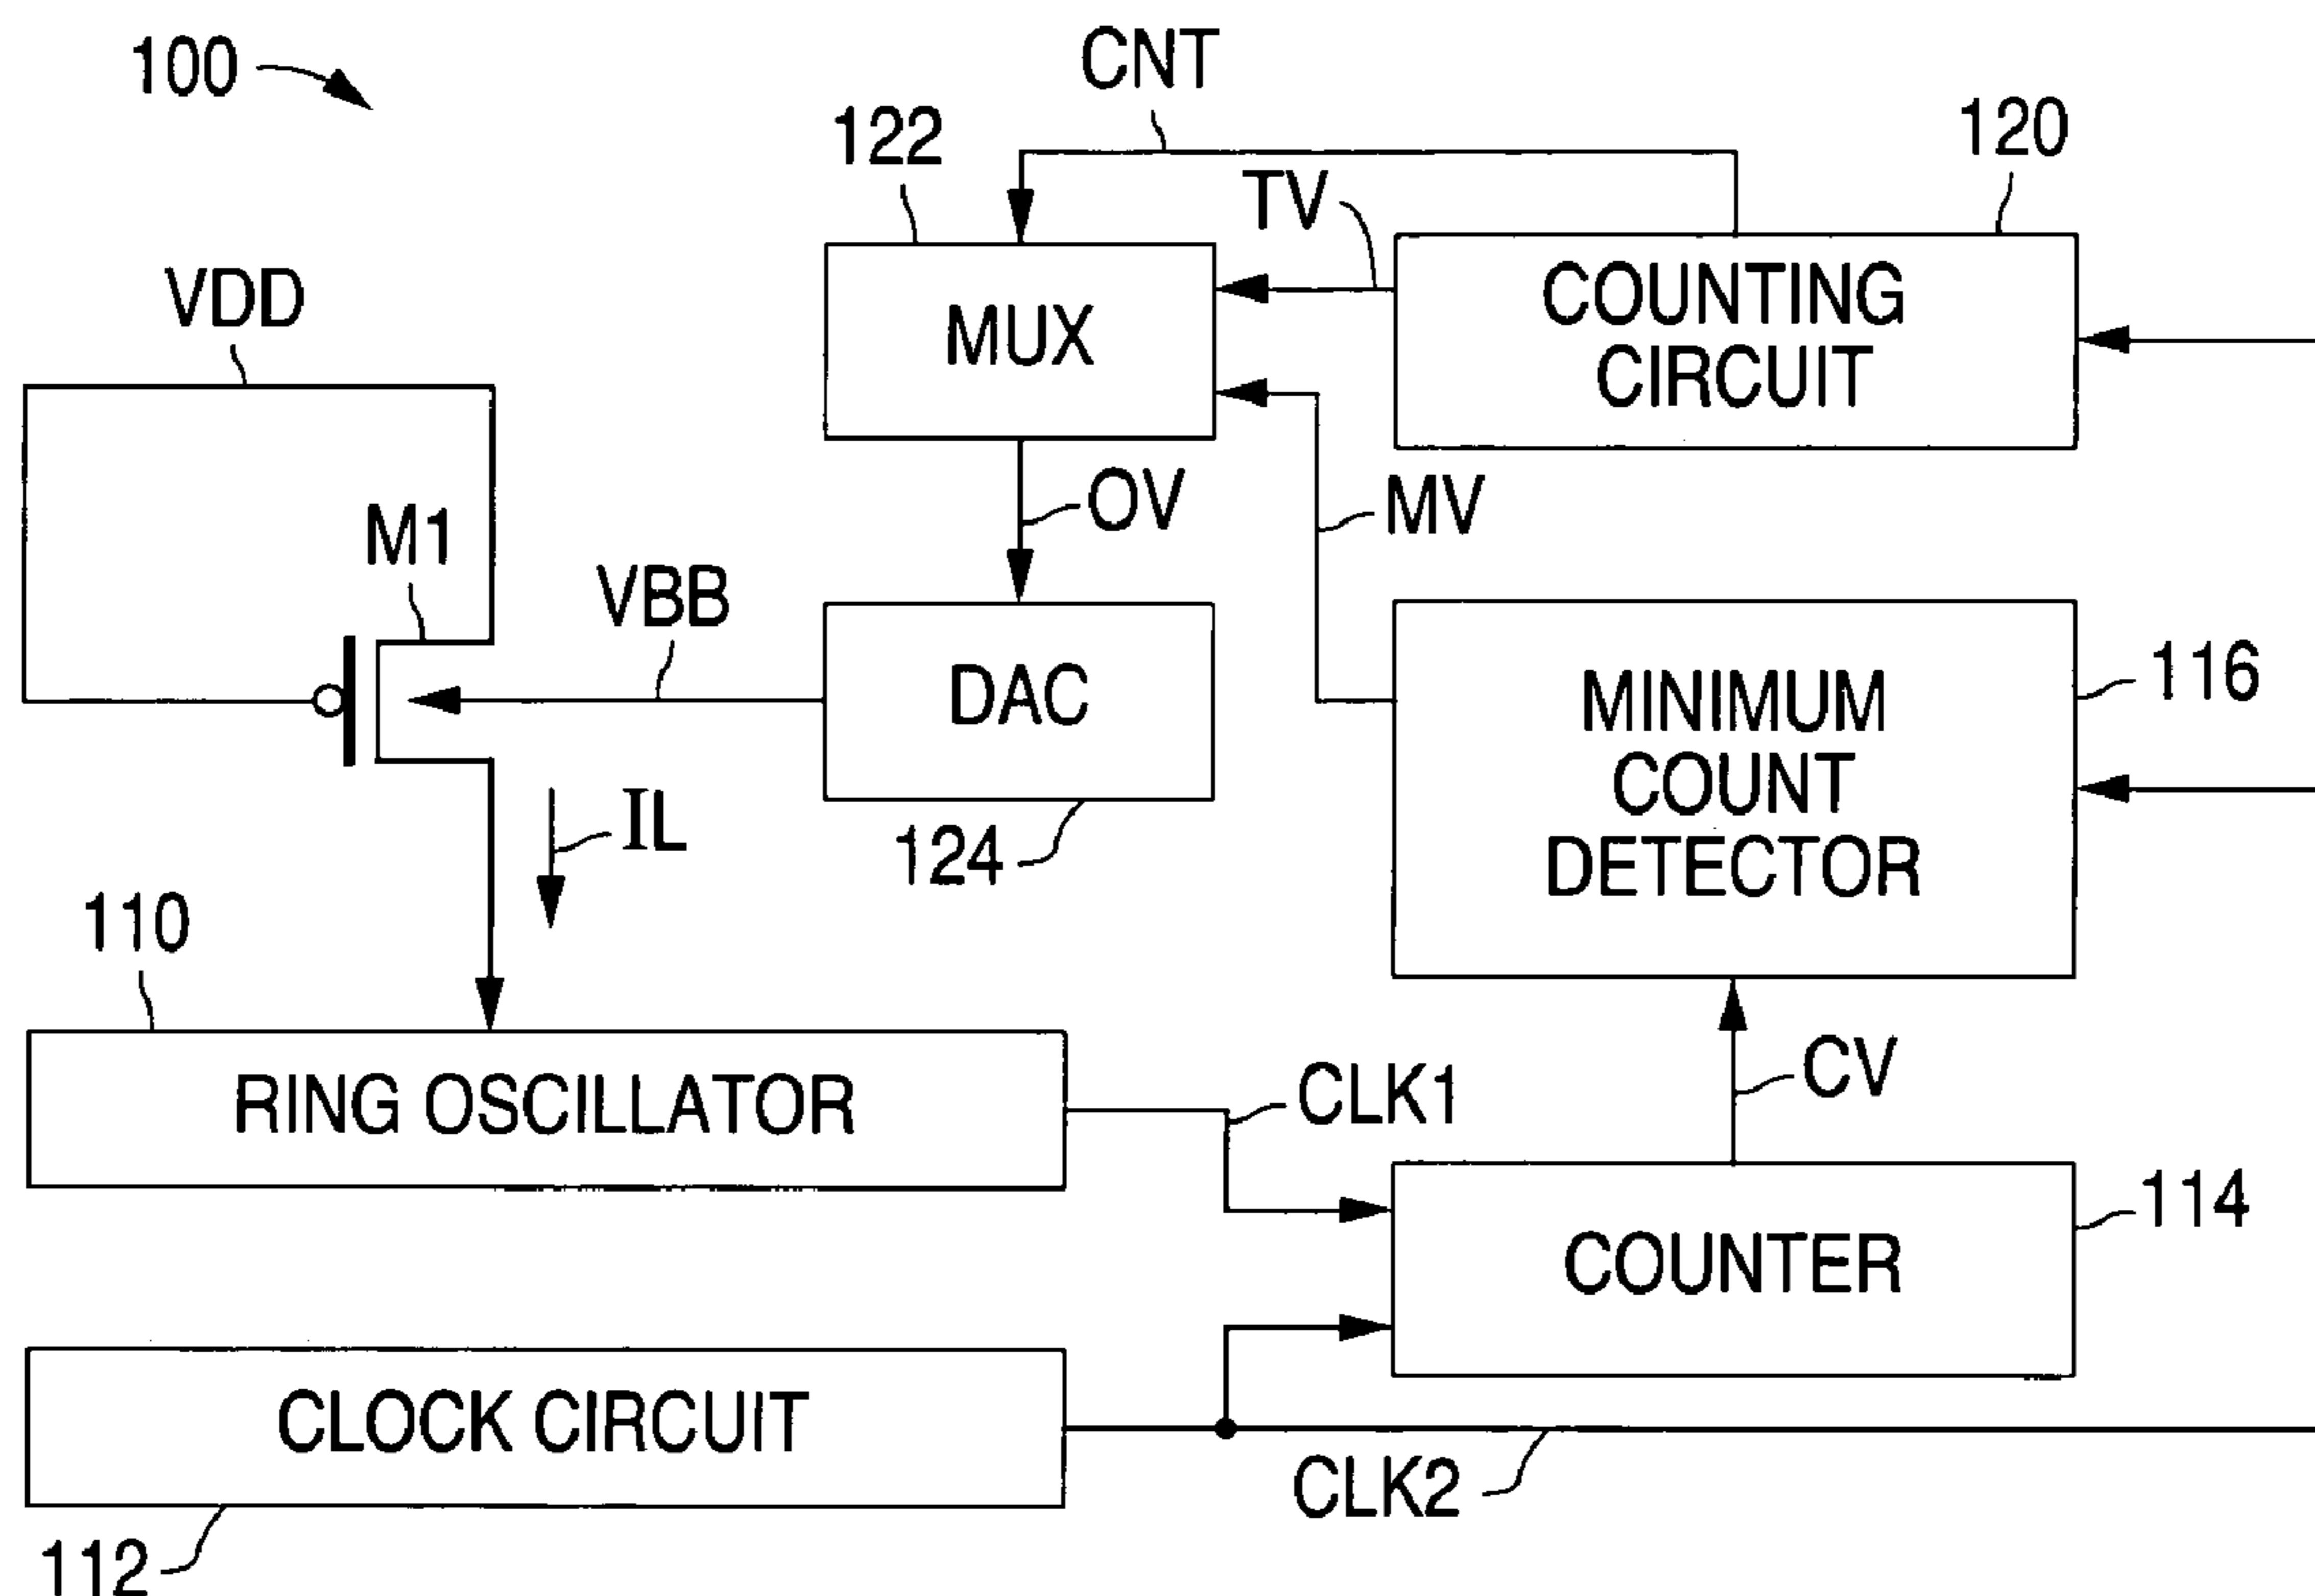 100
CNT
122
120
TV
VDD
MUX
COUNTING
CIRCUIT
M1
OV
MV
VBB
DAC
MINIMUM
COUNT
DETECTOR
116
IL
124
110
RING OSCILLATOR
CLK1
CV
114
COUNTER
CLOCK CIRCUIT
CLK2
112